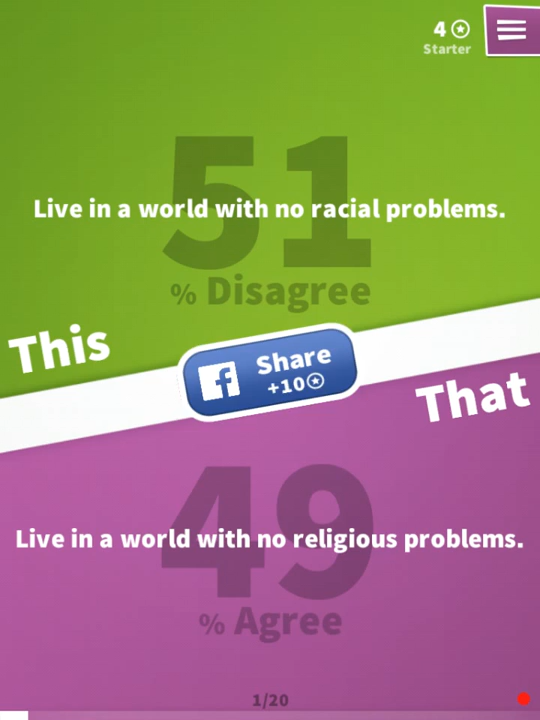 4
Starter
51
Live in a world with no racial problems.
% Disagree
This
Share
+10
That
49
Live in a world with no religious problems.
% Agree
1/20